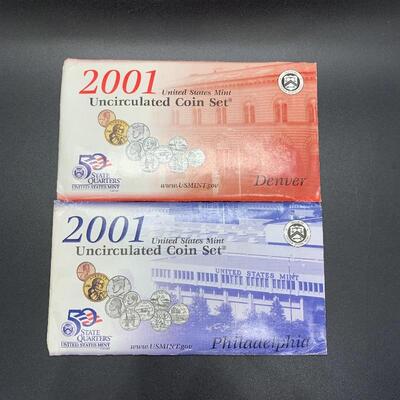 2001 United States Mint
Uncirculated Coin Set®
50
STATE
QUARTERS
UNITED STATES MINT
www.USMINT.gov
Denver
2001 United States Mint
Uncirculated Coin Set®
UNITED STATES MINT
50
STATE
QUARTERS
UNITED STATES MINT
www.USMINT.gov
Philadelphia